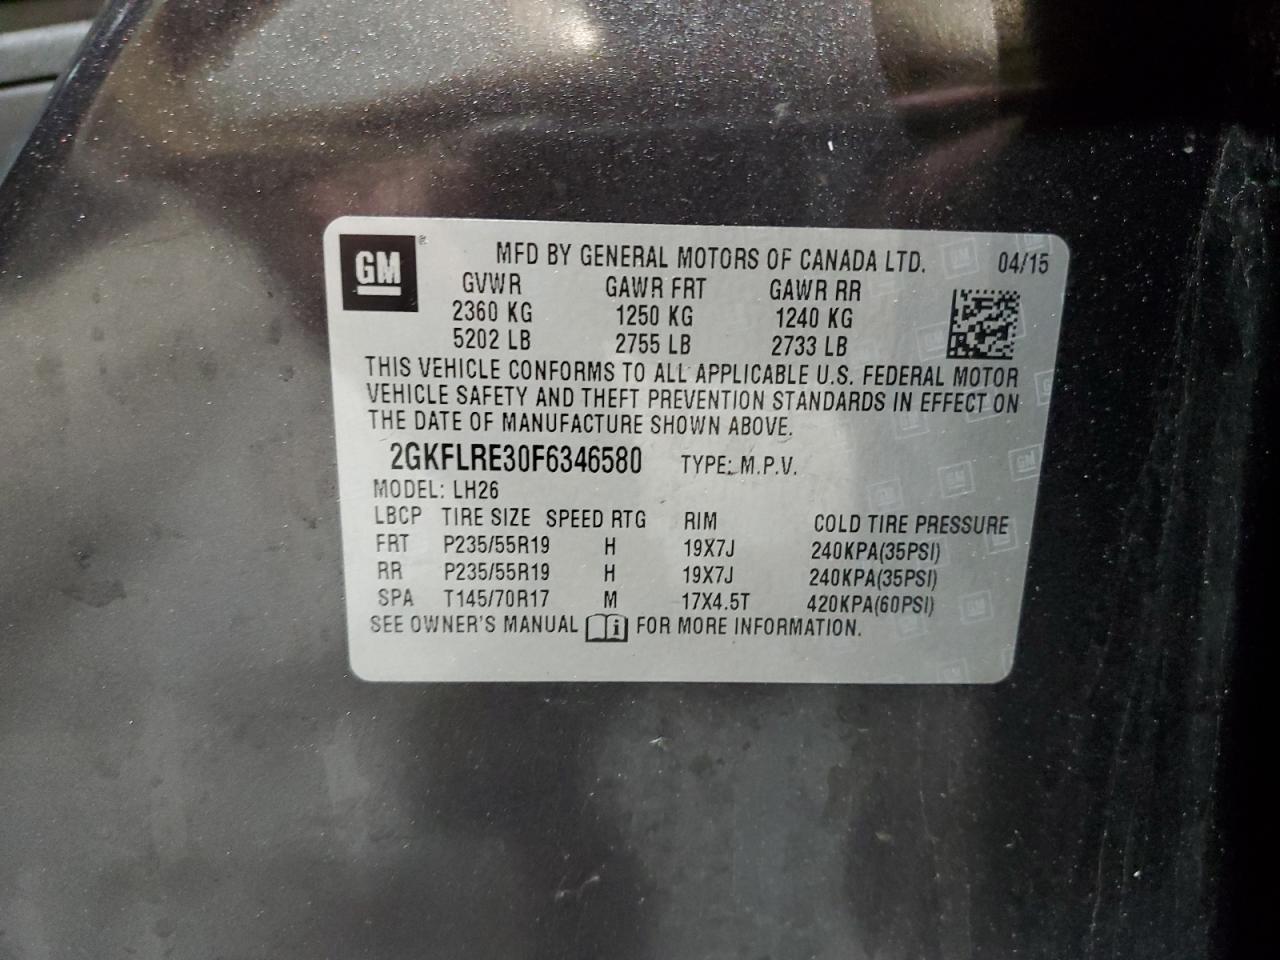 GM ®
MFD BY GENERAL MOTORS OF CANADA LTD. 04/15
GVWR GAWR FRT GAWR RR
2360 KG 1250 KG 1240 KG
5202 LB 2755 LB 2733 LB
THIS VEHICLE CONFORMS TO ALL APPLICABLE U.S. FEDERAL MOTOR
VEHICLE SAFETY AND THEFT PREVENTION STANDARDS IN EFFECT ON
THE DATE OF MANUFACTURE SHOWN ABOVE.
2GKFLRE30F6346580 TYPE: M.P.V.
MODEL: LH26
LBCP TIRE SIZE SPEED RTG RIM COLD TIRE PRESSURE
FRT P235/55R19 H 19X7J 240KPA(35PSI)
RR P235/55R19 H 19X7J 240KPA(35PSI)
SPA T145/70R17 M 17X4.5T 420KPA(60PSI)
SEE OWNER'S MANUAL i FOR MORE INFORMATION.